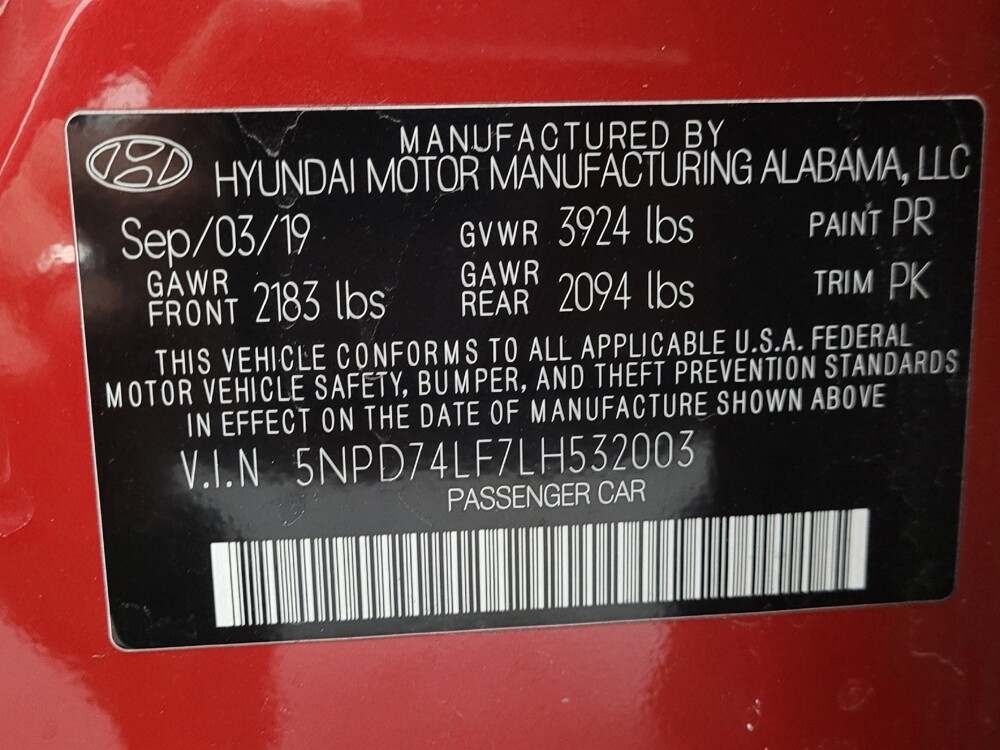 MANUFACTURED BY
HYUNDAI MOTOR MANUFACTURING ALABAMA, LLC
Sep/03/19 GVWR 3924 lbs PAINT PR
GAWR FRONT 2183 lbs GAWR REAR 2094 lbs TRIM PK
THIS VEHICLE CONFORMS TO ALL APPLICABLE U.S.A. FEDERAL
MOTOR VEHICLE SAFETY, BUMPER, AND THEFT PREVENTION STANDARDS
IN EFFECT ON THE DATE OF MANUFACTURE SHOWN ABOVE
V.I.N 5NPD74LF7LH532003
PASSENGER CAR